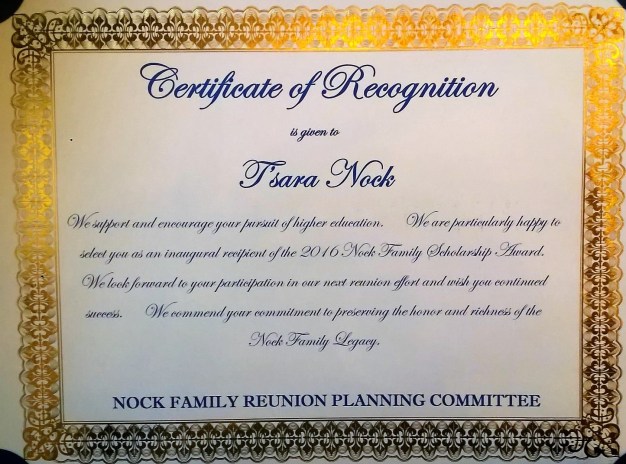 Certificate of Recognition
is given to
T'sara Nock
We support and encourage your pursuit of higher education. We are particularly happy to
select you as an inaugural recipient of the 2016 Nock Family Scholarship Award.
We look forward to your participation in our next reunion effort and wish you continued
success. We commend your commitment to preserving the honor and richness of the
Nock Family Legacy.
NOCK FAMILY REUNION PLANNING COMMITTEE